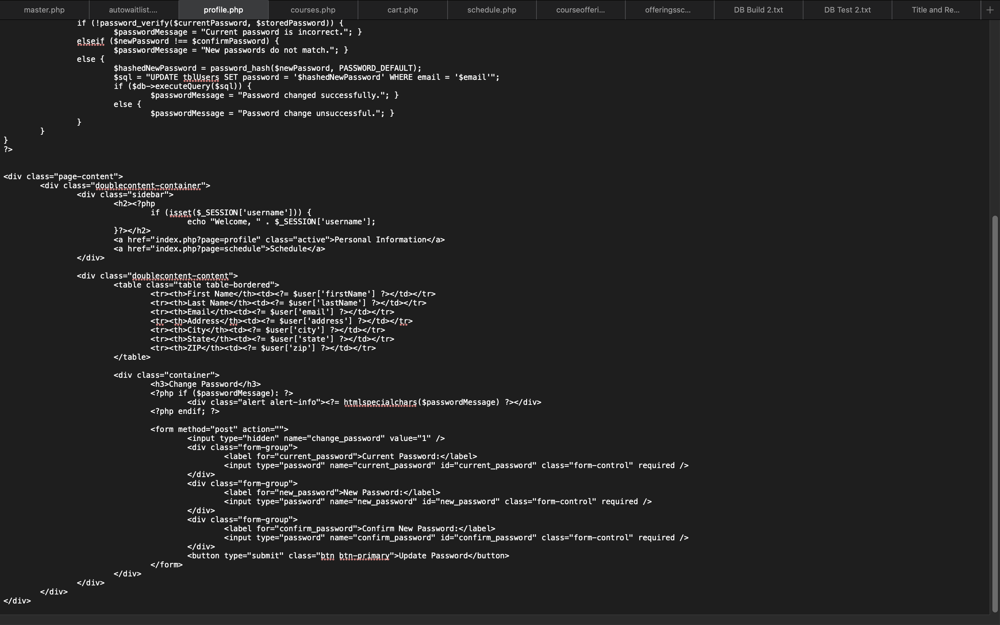 master.php
autowaitlist....
profile.php
courses.php
cart.php
schedule.php
courseofferi...
offeringssc...
DB Build 2.txt
DB Test 2.txt
Title and Re...
if (!password_verify($currentPassword, $storedPassword)) {
$passwordMessage = "Current password is incorrect."; }
elseif ($newPassword !== $confirmPassword) {
$passwordMessage = "New passwords do not match."; }
else {
$hashedNewPassword = password_hash($newPassword, PASSWORD_DEFAULT);
$sql = "UPDATE tblUsers SET password = '$hashedNewPassword' WHERE email = '$email'";
if ($db->executeQuery($sql)) {
$passwordMessage = "Password changed successfully."; }
else {
$passwordMessage = "Password change unsuccessful."; }
}
}
}
?>
<div class="page-content">
<div class="doublecontent-container">
<div class="sidebar">
<h2><?php
if (isset($_SESSION['username'])) {
echo "Welcome, " . $_SESSION['username'];
}?></h2>
<a href="index.php?page=profile" class="active">Personal Information</a>
<a href="index.php?page=schedule">Schedule</a>
</div>
<div class="doublecontent-content">
<table class="table table-bordered">
<tr><th>First Name</th><td><?= $user['firstName'] ?></td></tr>
<tr><th>Last Name</th><td><?= $user['lastName'] ?></td></tr>
<tr><th>Email</th><td><?= $user['email'] ?></td></tr>
<tr><th>Address</th><td><?= $user['address'] ?></td></tr>
<tr><th>City</th><td><?= $user['city'] ?></td></tr>
<tr><th>State</th><td><?= $user['state'] ?></td></tr>
<tr><th>ZIP</th><td><?= $user['zip'] ?></td></tr>
</table>
<div class="container">
<h3>Change Password</h3>
<?php if ($passwordMessage): ?>
<div class="alert alert-info"><?= htmlspecialchars($passwordMessage) ?></div>
<?php endif; ?>
<form method="post" action="">
<input type="hidden" name="change_password" value="1" />
<div class="form-group">
<label for="current_password">Current Password:</label>
<input type="password" name="current_password" id="current_password" class="form-control" required />
</div>
<div class="form-group">
<label for="new_password">New Password:</label>
<input type="password" name="new_password" id="new_password" class="form-control" required />
</div>
<div class="form-group">
<label for="confirm_password">Confirm New Password:</label>
<input type="password" name="confirm_password" id="confirm_password" class="form-control" required />
</div>
<button type="submit" class="btn btn-primary">Update Password</button>
</form>
</div>
</div>
</div>
</div>